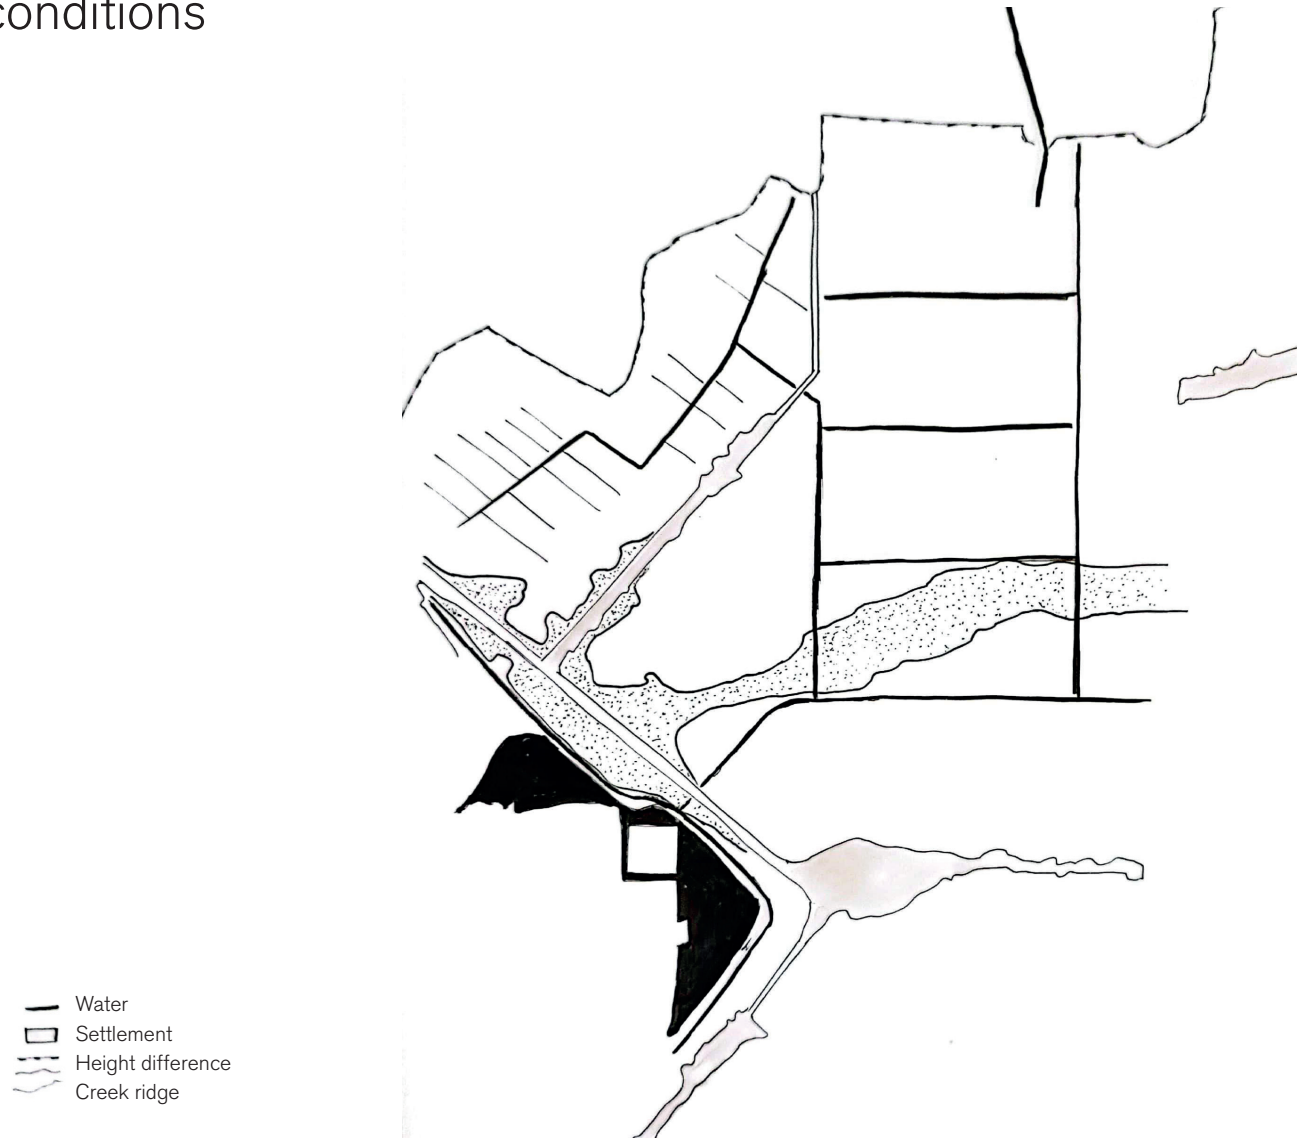 conditions
Water
Settlement
Height difference
Creek ridge